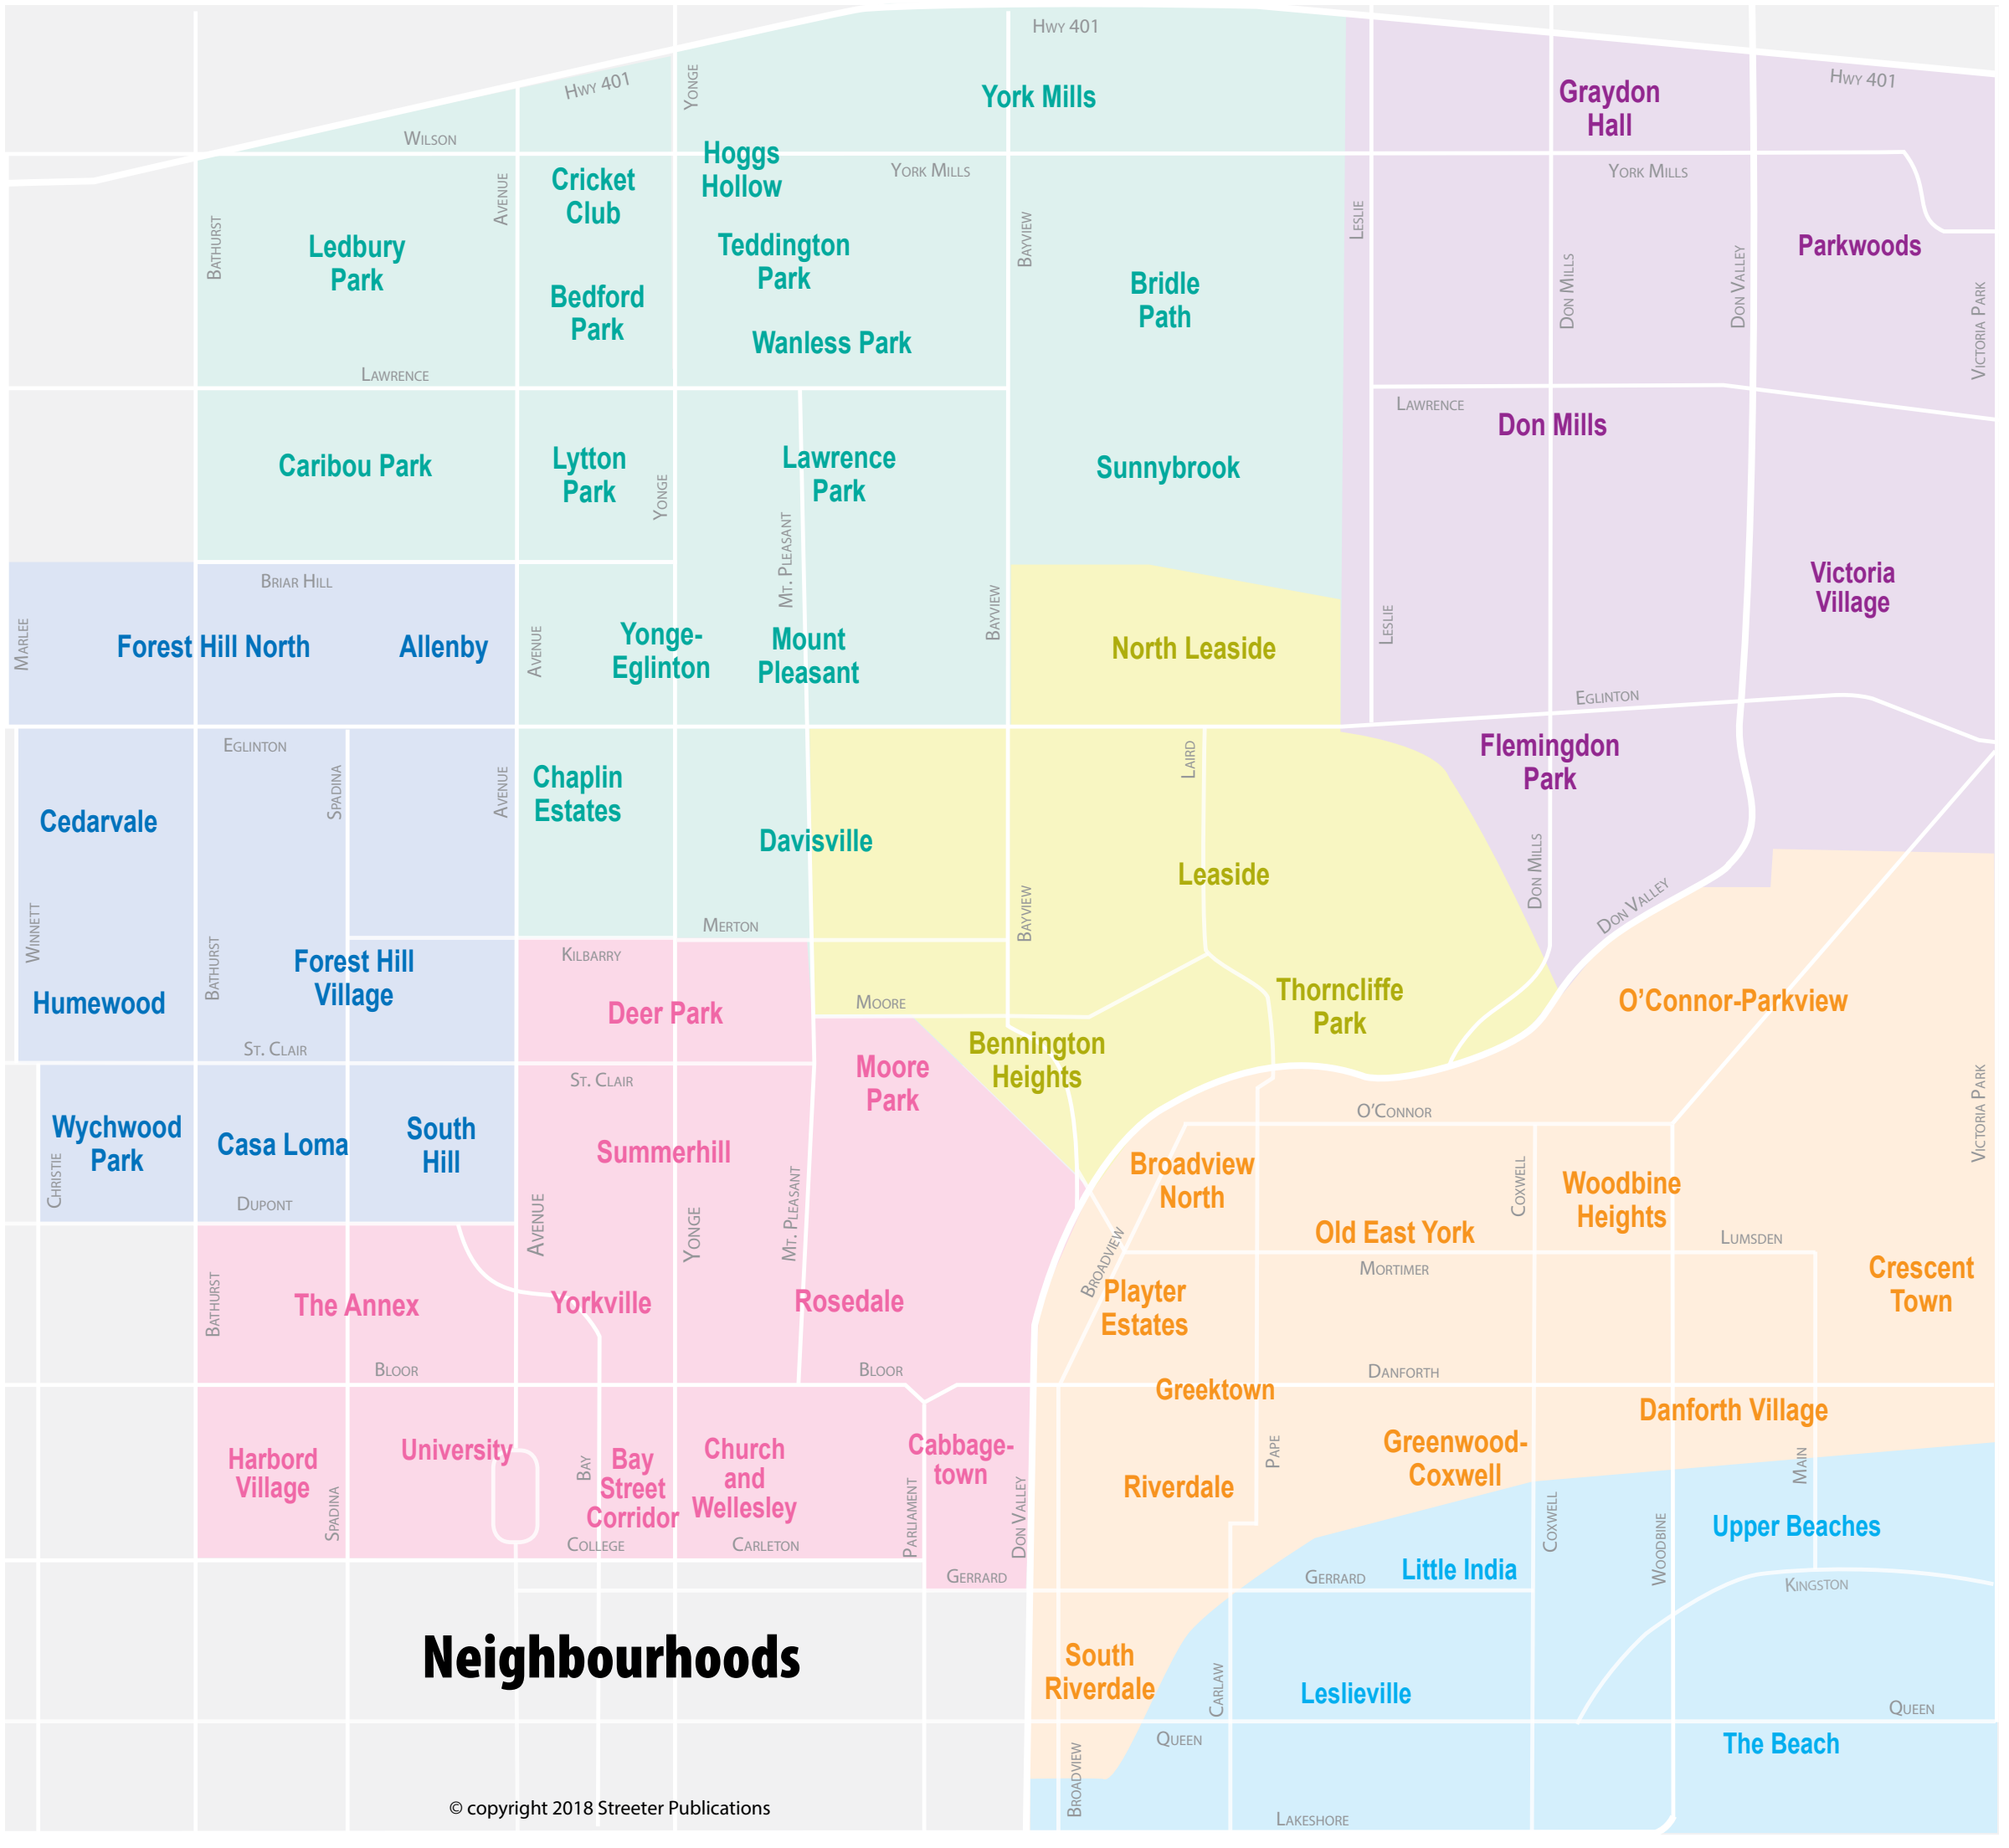 Hwy 401
Hwy 401
Hwy 401
Yonge
York Mills
Graydon
Hall
Wilson
Hoggs
Hollow
York Mills
York Mills
Cricket
Club
Avenue
Bathurst
Ledbury
Park
Teddington
Park
Bayview
Leslie
Parkwoods
Don Mills
Don Valley
Victoria Park
Bedford
Park
Bridle
Path
Wanless Park
Lawrence
Lawrence
Don Mills
Caribou Park
Lytton
Park
Yonge
Lawrence
Park
Sunnybrook
Mt. Pleasant
Briar Hill
Victoria
Village
Marlee
Forest Hill North
Allenby
Avenue
Yonge-
Eglinton
Mount
Pleasant
Bayview
North Leaside
Leslie
Eglinton
Eglinton
Spadina
Avenue
Chaplin
Estates
Laird
Flemingdon
Park
Cedarvale
Davisville
Leaside
Don Mills
Don Valley
Winnett
Bathurst
Merton
Bayview
Kilbarry
Forest Hill
Village
Humewood
Deer Park
Moore
Thorncliffe
Park
O'Connor-Parkview
St. Clair
St. Clair
Bennington
Heights
Moore
Park
O'Connor
Victoria Park
Wychwood
Park
Christie
Casa Loma
South
Hill
Summerhill
Broadview
North
Coxwell
Woodbine
Heights
Dupont
Avenue
Yonge
Mt. Pleasant
Old East York
Lumsden
Broadview
Mortimer
Crescent
Town
Bathurst
The Annex
Yorkville
Rosedale
Playter
Estates
Bloor
Bloor
Danforth
Greektown
Danforth Village
Harbord
Village
University
Bay
Bay
Street
Corridor
Church
and
Wellesley
Cabbage-
town
Pape
Greenwood-
Coxwell
Main
Spadina
Parliament
Don Valley
Riverdale
Coxwell
Woodbine
Upper Beaches
College
Carleton
Gerrard
Gerrard
Little India
Kingston
Neighbourhoods
South
Riverdale
Carlaw
Leslieville
Queen
Queen
The Beach
Broadview
© copyright 2018 Streeter Publications
Lakeshore